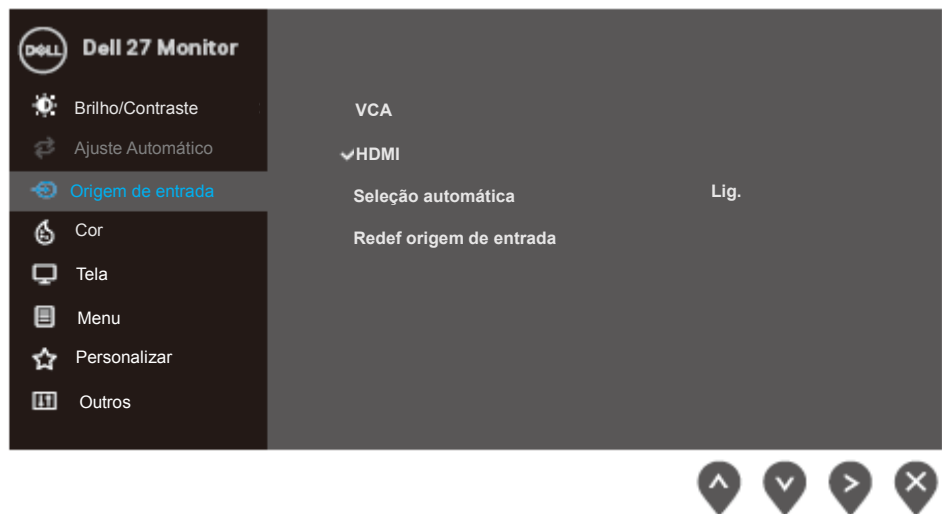 DELL Dell 27 Monitor
Brilho/Contraste
Ajuste Automático
Origem de entrada
Cor
Tela
Menu
Personalizar
Outros
VCA
HDMI
Seleção automática Lig.
Redef origem de entrada